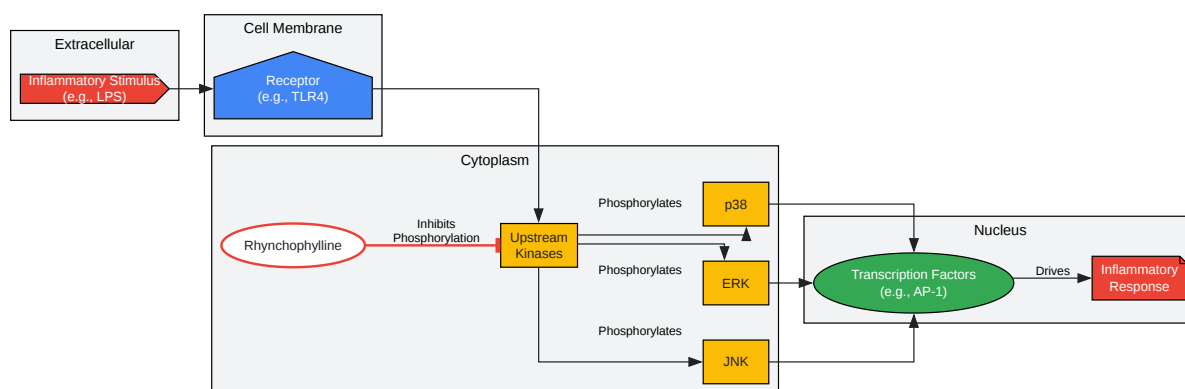 Extracellular
Inflammatory Stimulus
(e.g., LPS)
Cell Membrane
Receptor
(e.g., TLR4)
Cytoplasm
Rhynchophylline
Inhibits
Phosphorylation
Upstream
Kinases
Phosphorylates
p38
Phosphorylates
ERK
Phosphorylates
JNK
Nucleus
Transcription Factors
(e.g., AP-1)
Drives
Inflammatory
Response